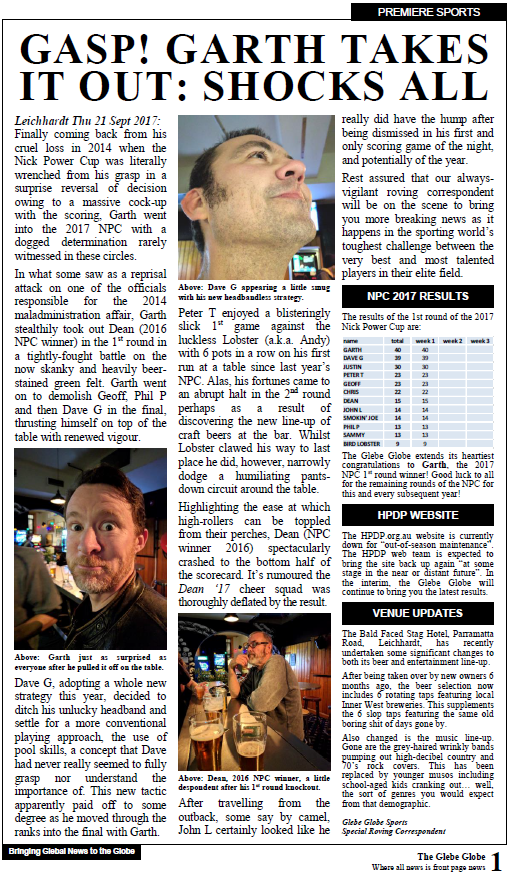 PREMIERE SPORTS
GASP! GARTH TAKES
IT OUT: SHOCKS ALL
Leichhardt Thu 21 Sept 2017:
Finally coming back from his
cruel loss in 2014 when the
Nick Power Cup was literally
wrenched from his grasp in a
surprise reversal of decision
owing to a massive cock-up
with the scoring, Garth went
into the 2017 NPC with a
dogged determination rarely
witnessed in these circles.
In what some saw as a reprisal
attack on one of the officials
responsible for the 2014
maladministration affair, Garth
stealthily took out Dean (2016
NPC winner) in the 1st round in
a tightly-fought battle on the
now skanky and heavily beer-
stained green felt. Garth went
on to demolish Geoff, Phil P
and then Dave G in the final,
thrusting himself on top of the
table with renewed vigour.
Above: Garth just as surprised as
everyone after he pulled it off on the table.
Dave G, adopting a whole new
strategy this year, decided to
ditch his unlucky headband and
settle for a more conventional
playing approach, the use of
pool skills, a concept that Dave
had never really seemed to fully
grasp nor understand the
importance of. This new tactic
apparently paid off to some
degree as he moved through the
ranks into the final with Garth.
Above: Dave G appearing a little smug
with his new headbandless strategy.
Peter T enjoyed a blisteringly
slick 1st game against the
luckless Lobster (a.k.a. Andy)
with 6 pots in a row on his first
run at a table since last year's
NPC. Alas, his fortunes came to
an abrupt halt in the 2nd round
perhaps as a result of
discovering the new line-up of
craft beers at the bar. Whilst
Lobster clawed his way to last
place he did, however, narrowly
dodge a humiliating pants-
down circuit around the table.
Highlighting the ease at which
high-rollers can be toppled
from their perches, Dean (NPC
winner 2016) spectacularly
crashed to the bottom half of
the scorecard. It's rumoured the
Dean '17 cheer squad was
thoroughly deflated by the result.
Above: Dean, 2016 NPC winner, a little
despondent after his 1st round knockout.
After travelling from the
outback, some say by camel,
John L certainly looked like he
really did have the hump after
being dismissed in his first and
only scoring game of the night,
and potentially of the year.
Rest assured that our always-
vigilant roving correspondent
will be on the scene to bring
you more breaking news as it
happens in the sporting world's
toughest challenge between the
very best and most talented
players in their elite field.
NPC 2017 RESULTS
The results of the 1st round of the 2017
Nick Power Cup are:
name total week 1 week 2 week 3
GARTH 40 40
DAVE G 39 39
JUSTIN 30 30
PETER T 23 23
GEOFF 23 23
CHRIS 22 22
DEAN 15 15
JOHN L 14 14
SMOKIN' JOE 14 14
PHIL P 13 13
SAMMY 13 13
BIRD LOBSTER 9 9
The Glebe Globe extends its heartiest
congratulations to Garth, the 2017
NPC 1st round winner! Good luck to all
for the remaining rounds of the NPC for
this and every subsequent year!
HPDP WEBSITE
The HPDP.org.au website is currently
down for "out-of-season maintenance".
The HPDP web team is expected to
bring the site back up again "at some
stage in the near or distant future". In
the interim, the Glebe Globe will
continue to bring you the latest results.
VENUE UPDATES
The Bald Faced Stag Hotel, Parramatta
Road, Leichhardt, has recently
undertaken some significant changes to
both its beer and entertainment line-up.
After being taken over by new owners 6
months ago, the beer selection now
includes 6 rotating taps featuring local
Inner West breweries. This supplements
the 6 slop taps featuring the same old
boring shit of days gone by.
Also changed is the music line-up.
Gone are the grey-haired wrinkly bands
pumping out high-decibel country and
70's rock covers. This has been
replaced by younger musos including
school-aged kids cranking out... well,
the sort of genres you would expect
from that demographic.
Glebe Globe Sports
Special Roving Correspondent
Bringing Global News to the Globe
The Glebe Globe
Where all news is front page news 1